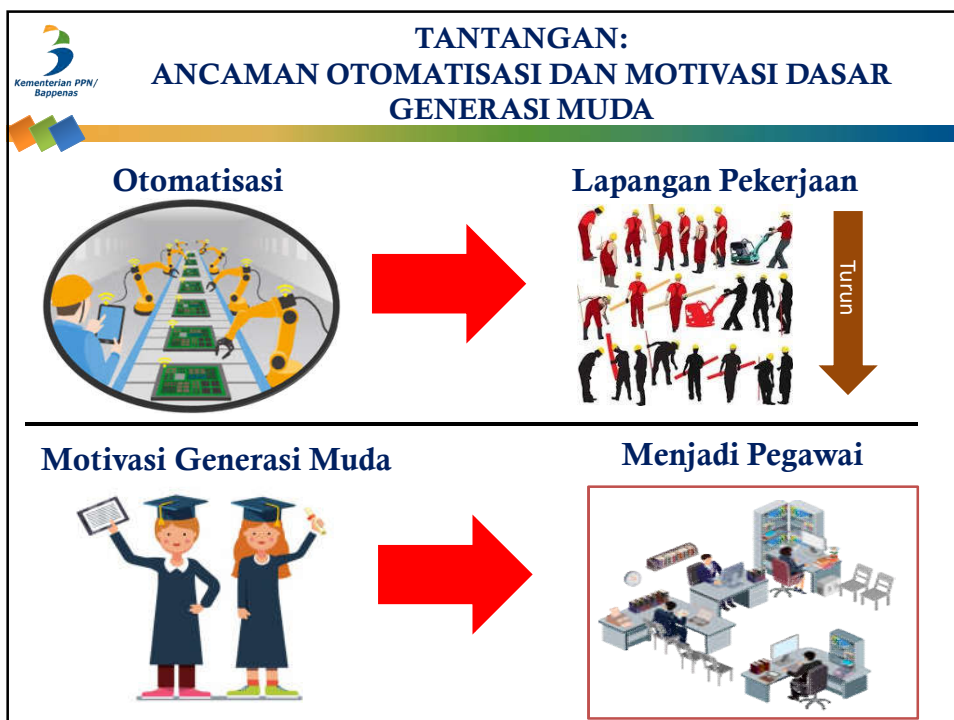 Kementerian PPN/
Bappenas
TANTANGAN:
ANCAMAN OTOMATISASI DAN MOTIVASI DASAR
GENERASI MUDA
Otomatisasi
Lapangan Pekerjaan
Turun
Motivasi Generasi Muda
Menjadi Pegawai